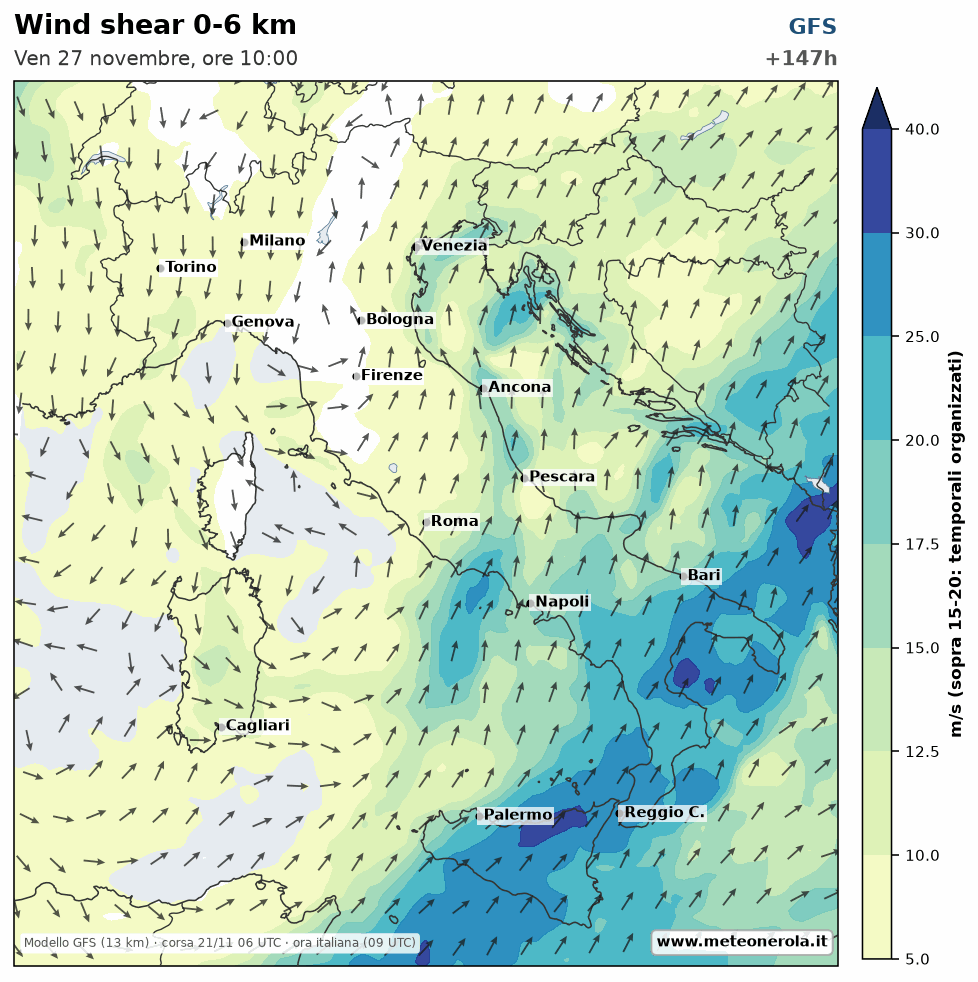 Wind shear 0-6 km
GFS
Ven 27 novembre, ore 10:00
+147h
40.0
30.0
25.0
20.0
17.5
15.0
12.5
10.0
5.0
m/s (sopra 15-20: temporali organizzati)
Milano
Venezia
Torino
Genova
Bologna
Firenze
Ancona
Pescara
Roma
Bari
Napoli
Cagliari
Palermo
Reggio C.
Modello GFS (13 km) · corsa 21/11 06 UTC · ora italiana (09 UTC)
www.meteonerola.it